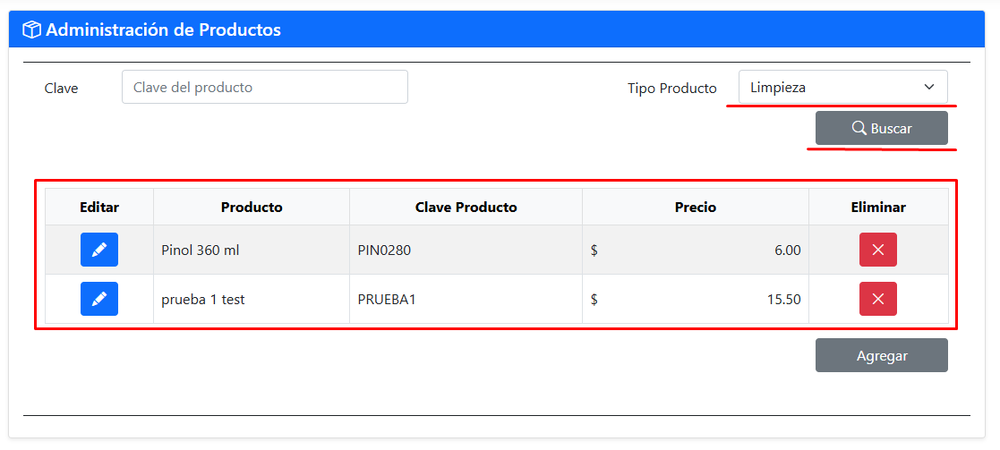 Administración de Productos
Clave Clave del producto Tipo Producto Limpieza
Buscar
Editar Producto Clave Producto Precio Eliminar
Pinol 360 ml PIN0280 $ 6.00
prueba 1 test PRUEBA1 $ 15.50
Agregar